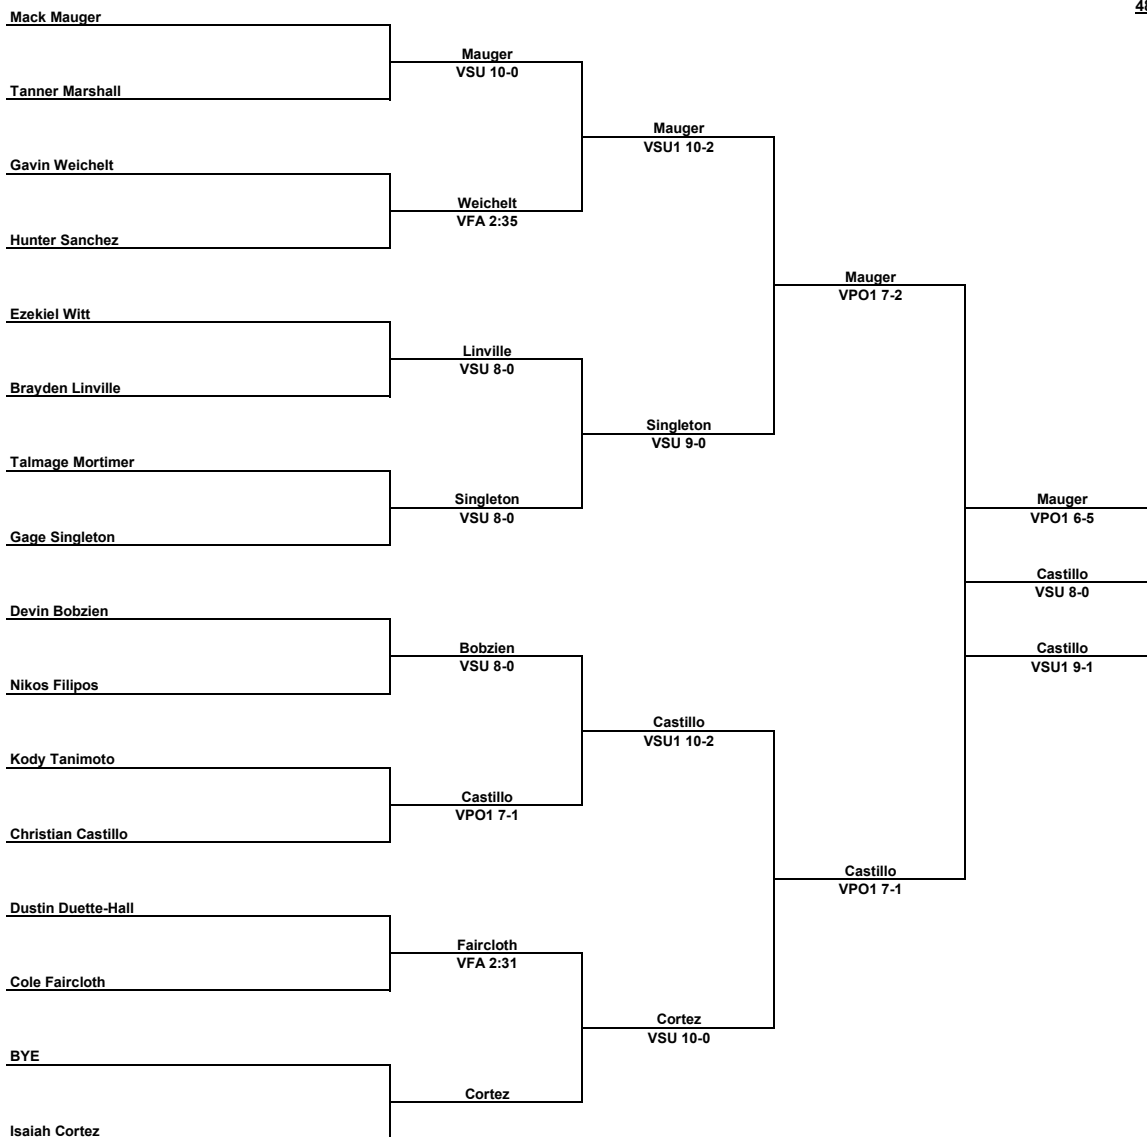 48
Mack Mauger
Mauger
VSU 10-0
Tanner Marshall
Mauger
VSU1 10-2
Gavin Weichelt
Weichelt
VFA 2:35
Hunter Sanchez
Mauger
VPO1 7-2
Ezekiel Witt
Linville
VSU 8-0
Brayden Linville
Singleton
VSU 9-0
Talmage Mortimer
Singleton
VSU 8-0
Gage Singleton
Mauger
VPO1 6-5
Castillo
VSU 8-0
Castillo
VSU1 9-1
Devin Bobzien
Bobzien
VSU 8-0
Nikos Filipos
Castillo
VSU1 10-2
Kody Tanimoto
Castillo
VPO1 7-1
Christian Castillo
Castillo
VPO1 7-1
Dustin Duette-Hall
Faircloth
VFA 2:31
Cole Faircloth
Cortez
VSU 10-0
BYE
Cortez
Isaiah Cortez